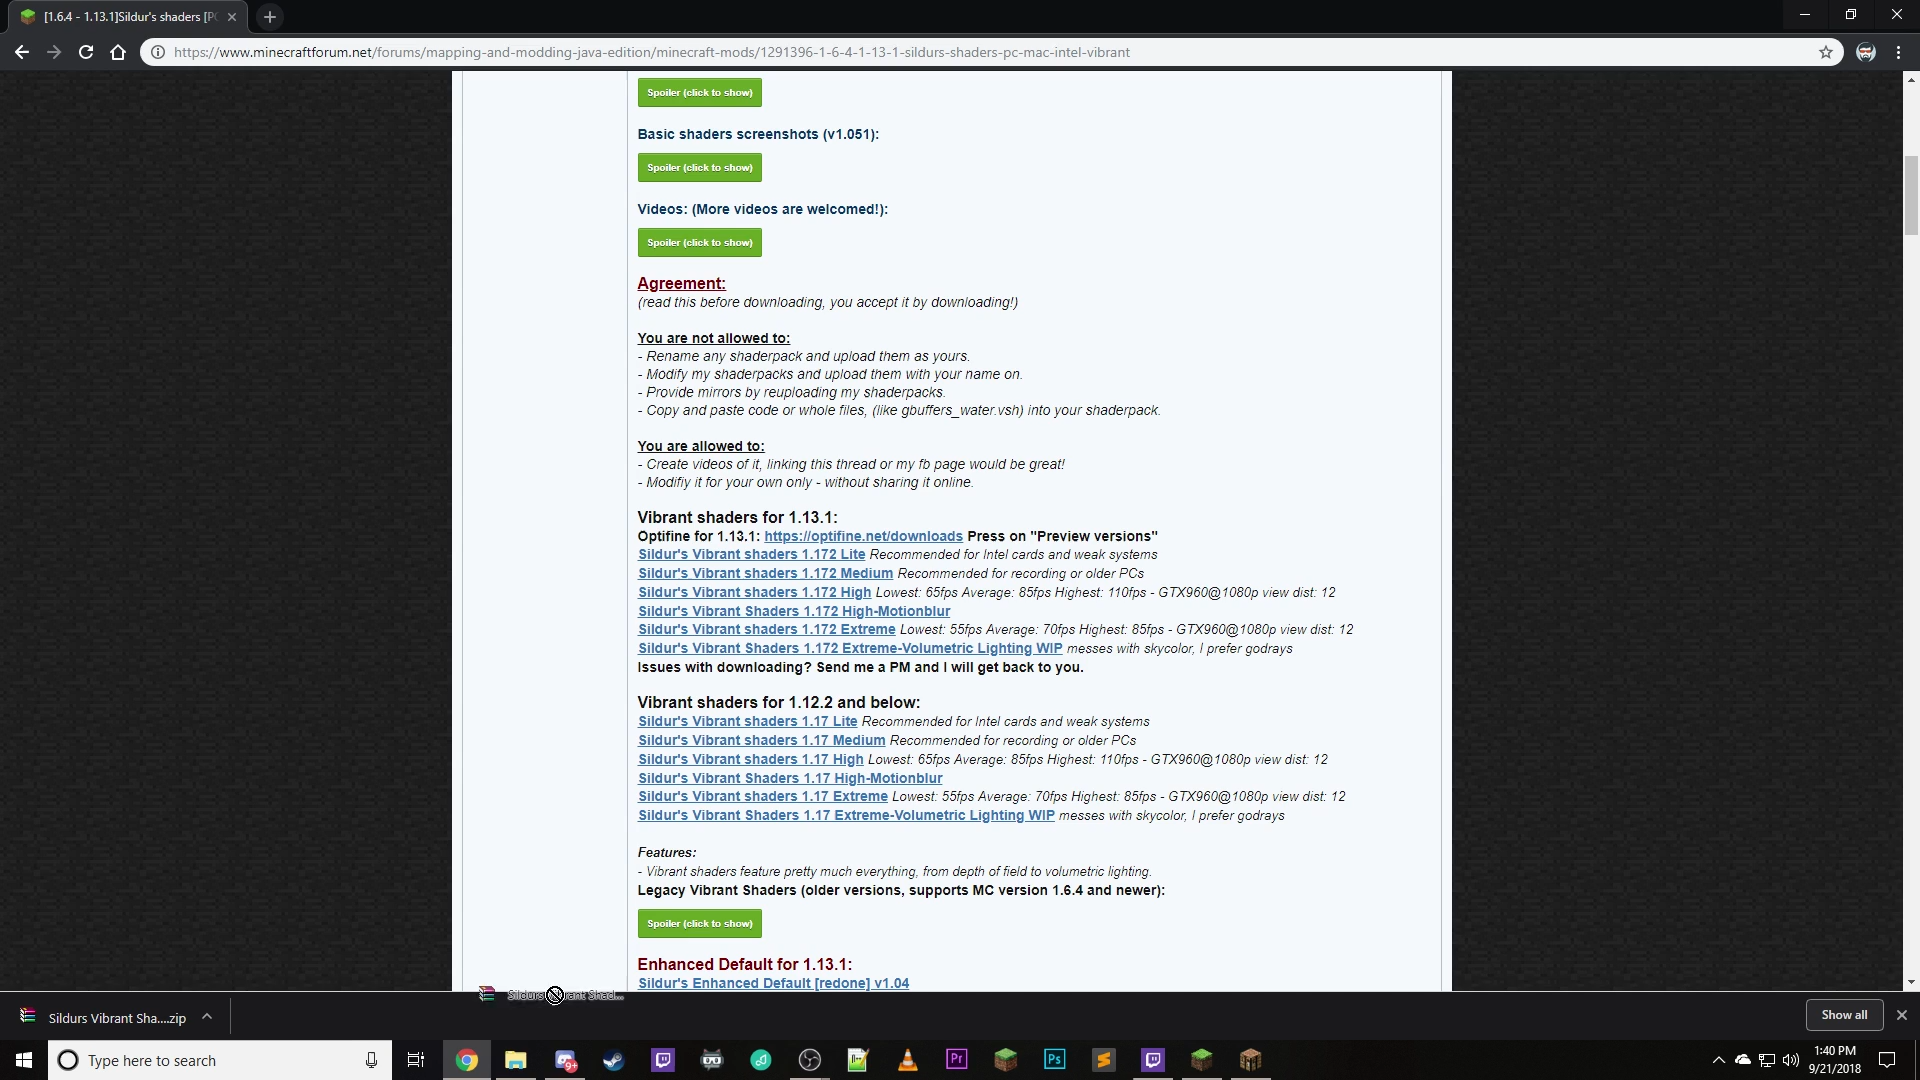 [1.6.4 - 1.13.1]Sildur's shaders [P
https://www.minecraftforum.net/forums/mapping-and-modding-java-edition/minecraft-mods/1291396-1-6-4-1-13-1-sildurs-shaders-pc-mac-intel-vibrant
Spoiler (click to show)
Basic shaders screenshots (v1.051):
Spoiler (click to show)
Videos: (More videos are welcomed!):
Spoiler (click to show)
Agreement:
(read this before downloading, you accept it by downloading!)
You are not allowed to:
- Rename any shaderpack and upload them as yours.
- Modify my shaderpacks and upload them with your name on.
- Provide mirrors by reuploading my shaderpacks.
- Copy and paste code or whole files, (like gbuffers_water.vsh) into your shaderpack.
You are allowed to:
- Create videos of it, linking this thread or my fb page would be great!
- Modifiy it for your own only - without sharing it online.
Vibrant shaders for 1.13.1:
Optifine for 1.13.1: https://optifine.net/downloads Press on "Preview versions"
Sildur's Vibrant shaders 1.172 Lite Recommended for Intel cards and weak systems
Sildur's Vibrant shaders 1.172 Medium Recommended for recording or older PCs
Sildur's Vibrant shaders 1.172 High Lowest: 65fps Average: 85fps Highest: 110fps - GTX960@1080p view dist: 12
Sildur's Vibrant Shaders 1.172 High-Motionblur
Sildur's Vibrant shaders 1.172 Extreme Lowest: 55fps Average: 70fps Highest: 85fps - GTX960@1080p view dist: 12
Sildur's Vibrant Shaders 1.172 Extreme-Volumetric Lighting WIP messes with skycolor, I prefer godrays
Issues with downloading? Send me a PM and I will get back to you.
Vibrant shaders for 1.12.2 and below:
Sildur's Vibrant shaders 1.17 Lite Recommended for Intel cards and weak systems
Sildur's Vibrant shaders 1.17 Medium Recommended for recording or older PCs
Sildur's Vibrant shaders 1.17 High Lowest: 65fps Average: 85fps Highest: 110fps - GTX960@1080p view dist: 12
Sildur's Vibrant Shaders 1.17 High-Motionblur
Sildur's Vibrant shaders 1.17 Extreme Lowest: 55fps Average: 70fps Highest: 85fps - GTX960@1080p view dist: 12
Sildur's Vibrant Shaders 1.17 Extreme-Volumetric Lighting WIP messes with skycolor, I prefer godrays
Features:
- Vibrant shaders feature pretty much everything, from depth of field to volumetric lighting.
Legacy Vibrant Shaders (older versions, supports MC version 1.6.4 and newer):
Spoiler (click to show)
Enhanced Default for 1.13.1:
Sildur's Enhanced Default [redone] v1.04
Shad...
Sildurs Vibrant Sha....zip
Show all
Type here to search
9+
Pr
Ps
1:40 PM
9/21/2018